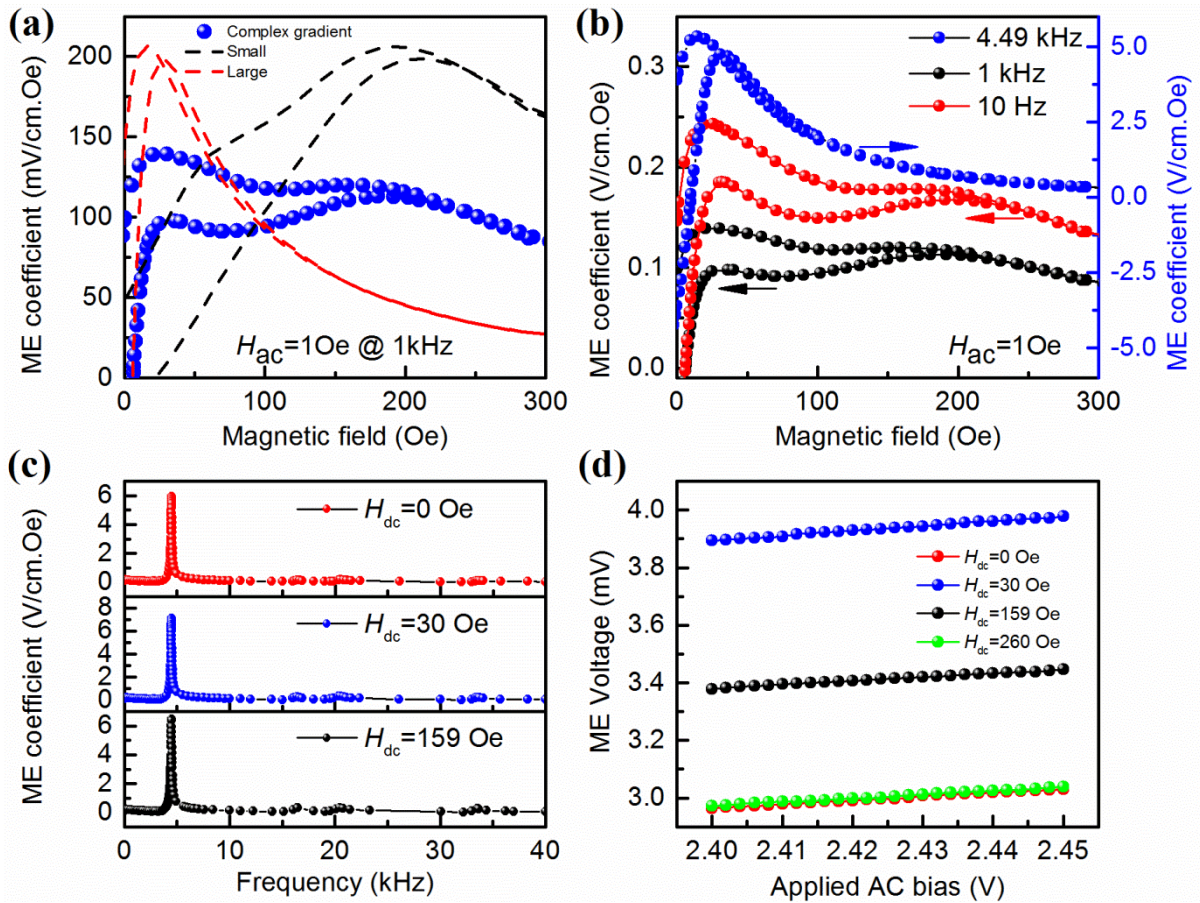 (a)
ME coefficient (mV/cm.Oe)
200
150
100
50
0
Complex gradient
Small
Large
Hac=1Oe @ 1kHz
0 100 200 300
Magnetic field (Oe)
(b)
ME coefficient (V/cm.Oe)
0.3
0.2
0.1
0.0
4.49 kHz
1 kHz
10 Hz
Hac=1Oe
5.0
2.5
0.0
-2.5
-5.0
ME coefficient (V/cm.Oe)
0 100 200 300
Magnetic field (Oe)
(c)
ME coefficient (V/cm.Oe)
6
4
2
0
Hdc=0 Oe
6
4
2
0
Hdc=30 Oe
6
4
2
0
Hdc=159 Oe
0 5 10 20 30 40
Frequency (kHz)
(d)
ME Voltage (mV)
4.0
3.8
3.6
3.4
3.2
3.0
Hdc=0 Oe
Hdc=30 Oe
Hdc=159 Oe
Hdc=260 Oe
2.40 2.41 2.42 2.43 2.44 2.45
Applied AC bias (V)